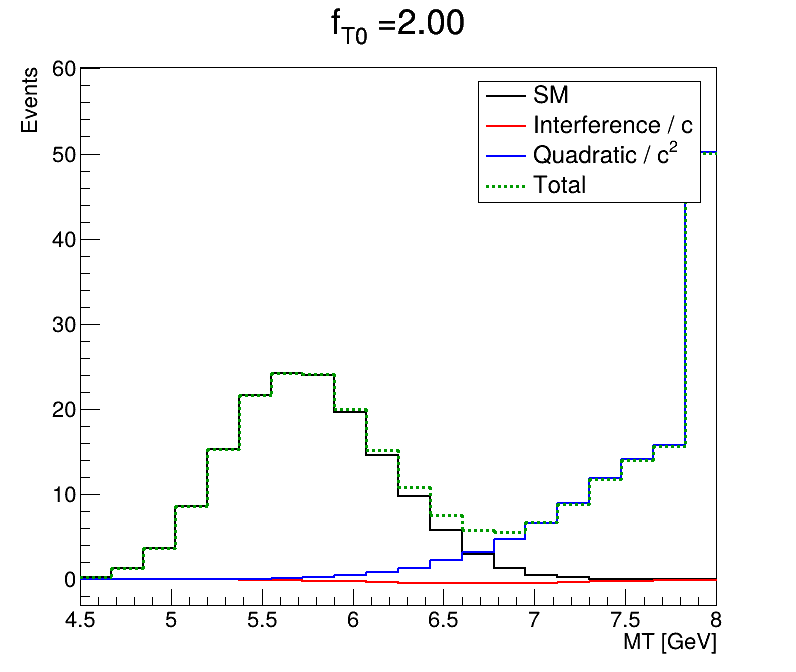 f_T0 =2.00
Events
60
50
40
30
20
10
0
SM
Interference / c
Quadratic / c²
Total
4.5 5 5.5 6 6.5 7 7.5 8
MT [GeV]